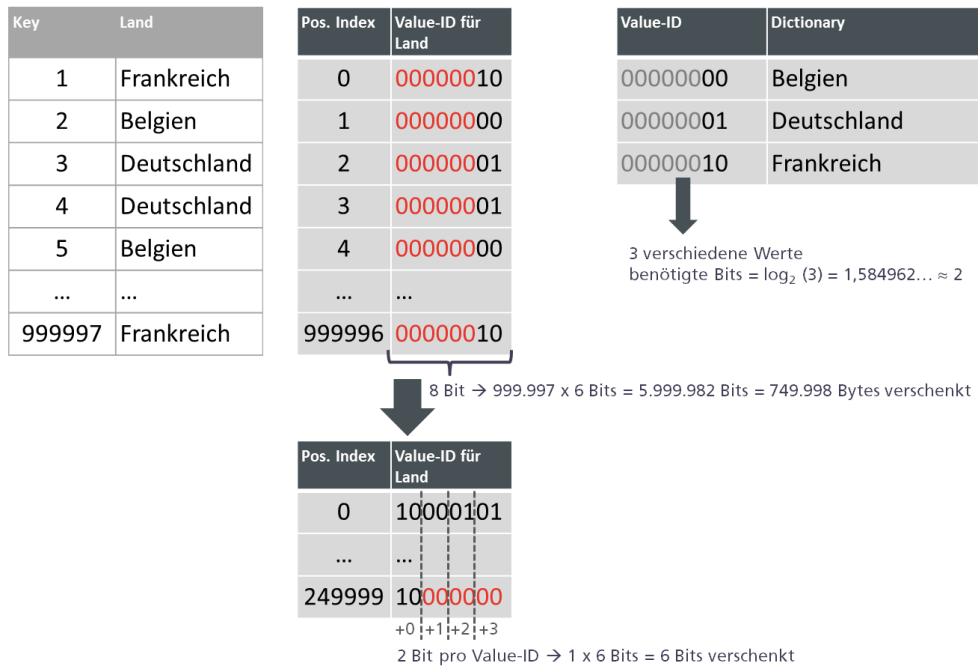 Key Land
1 Frankreich
2 Belgien
3 Deutschland
4 Deutschland
5 Belgien
... ...
999997 Frankreich
Pos. Index Value-ID für
Land
0 00000010
1 00000000
2 00000001
3 00000001
4 00000000
... ...
999996 00000010
Value-ID Dictionary
00000000 Belgien
00000001 Deutschland
00000010 Frankreich
3 verschiedene Werte
benötigte Bits = log₂ (3) = 1,584962... ≈ 2
8 Bit → 999.997 x 6 Bits = 5.999.982 Bits = 749.998 Bytes verschenkt
Pos. Index Value-ID für
Land
0 10000101
... ...
249999 10000000
+0 +1 +2 +3
2 Bit pro Value-ID → 1 x 6 Bits = 6 Bits verschenkt